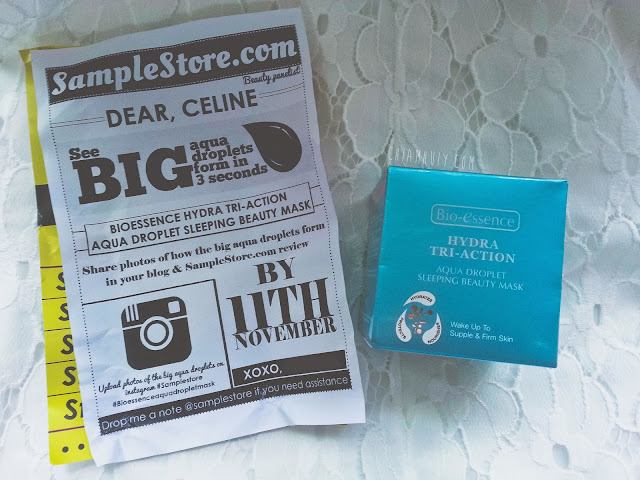 SampleStore.com
Beauty panelist
DEAR, CELINE
See
BIG
aqua
droplets
form in
3 seconds
BIOESSENCE HYDRA TRI-ACTION
AQUA DROPLET SLEEPING BEAUTY MASK
Share photos of how the big aqua droplets form
in your blog & SampleStore.com review
BY
11TH
NOVEMBER
Upload photos of the big aqua droplets on
instagram #Samplestore
#Bioessenceaquadropletmask
XOXO,
Drop me a note @samplestore if you need assistance
Bio-essence
HYDRA
TRI-ACTION
AQUA DROPLET
SLEEPING BEAUTY MASK
HYDRATES
Wake Up To
Supple & Firm Skin